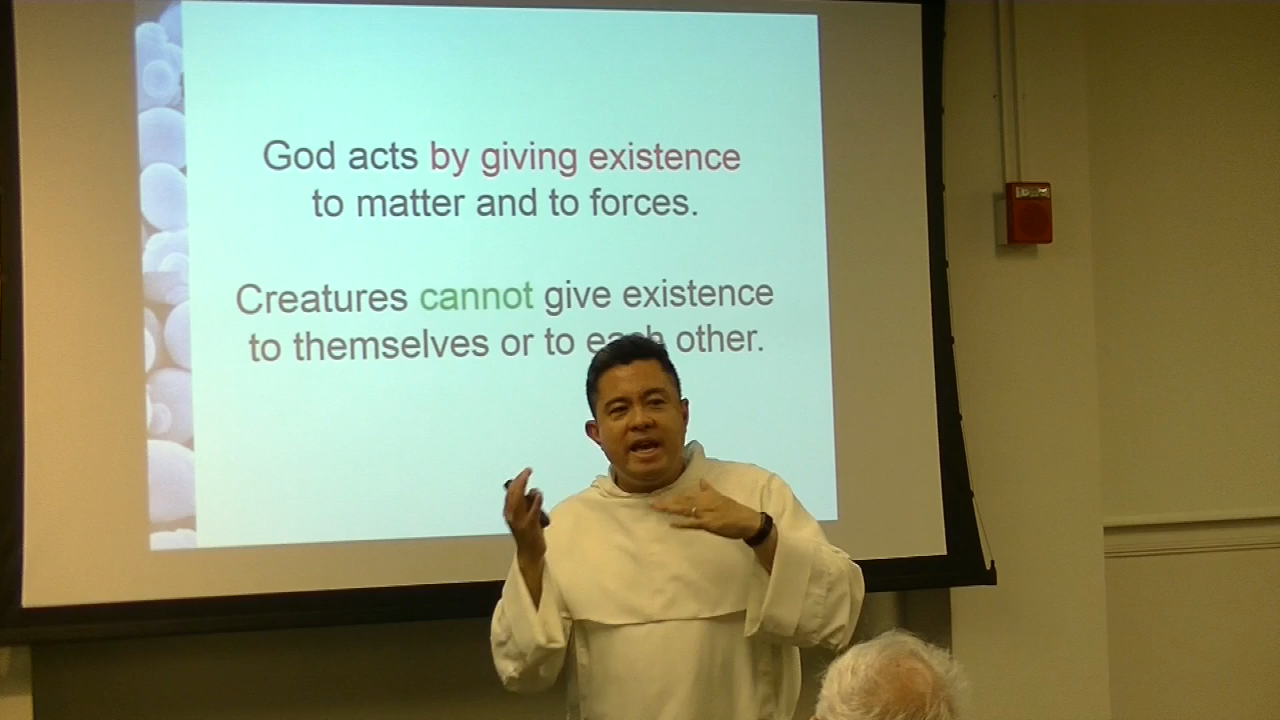 God acts by giving existence
to matter and to forces.
Creatures cannot give existence
to themselves or to each other.